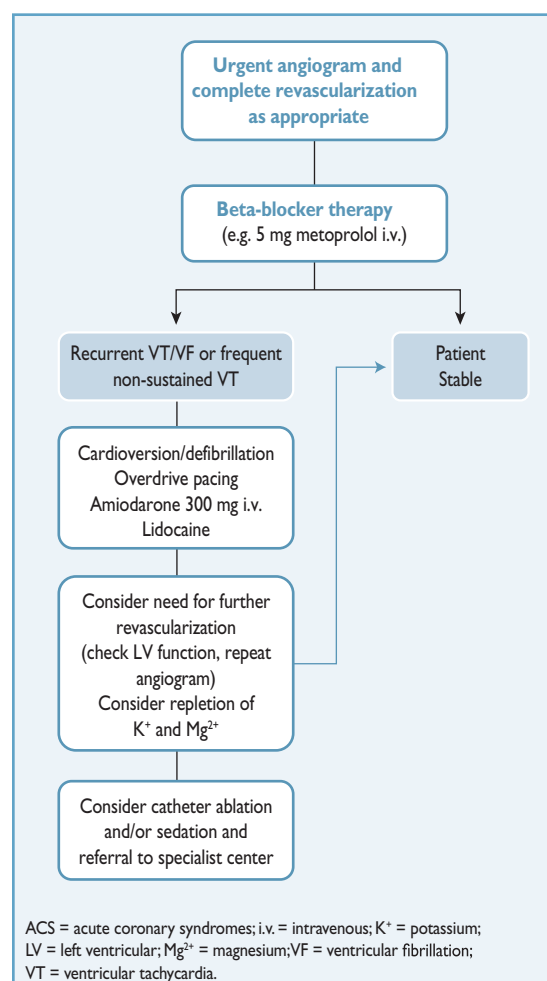 Urgent angiogram and
complete revascularization
as appropriate
Beta-blocker therapy
(e.g. 5 mg metoprolol i.v.)
Recurrent VT/VF or frequent
non-sustained VT
Patient
Stable
Cardioversion/defibrillation
Overdrive pacing
Amiodarone 300 mg i.v.
Lidocaine
Consider need for further
revascularization
(check LV function, repeat
angiogram)
Consider repletion of
K⁺ and Mg²⁺
Consider catheter ablation
and/or sedation and
referral to specialist center
ACS = acute coronary syndromes; i.v. = intravenous; K⁺ = potassium;
LV = left ventricular; Mg²⁺ = magnesium; VF = ventricular fibrillation;
VT = ventricular tachycardia.